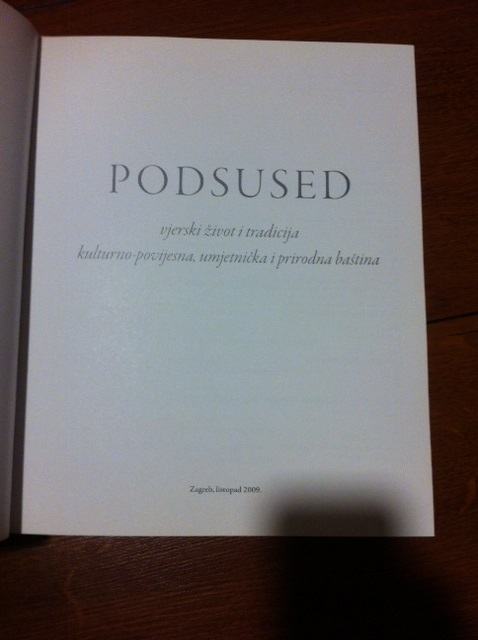 PODSUSED
vjerski život i tradicija
kulturno-povijesna, umjetnička i prirodna baština
Zagreb, listopad 2009.